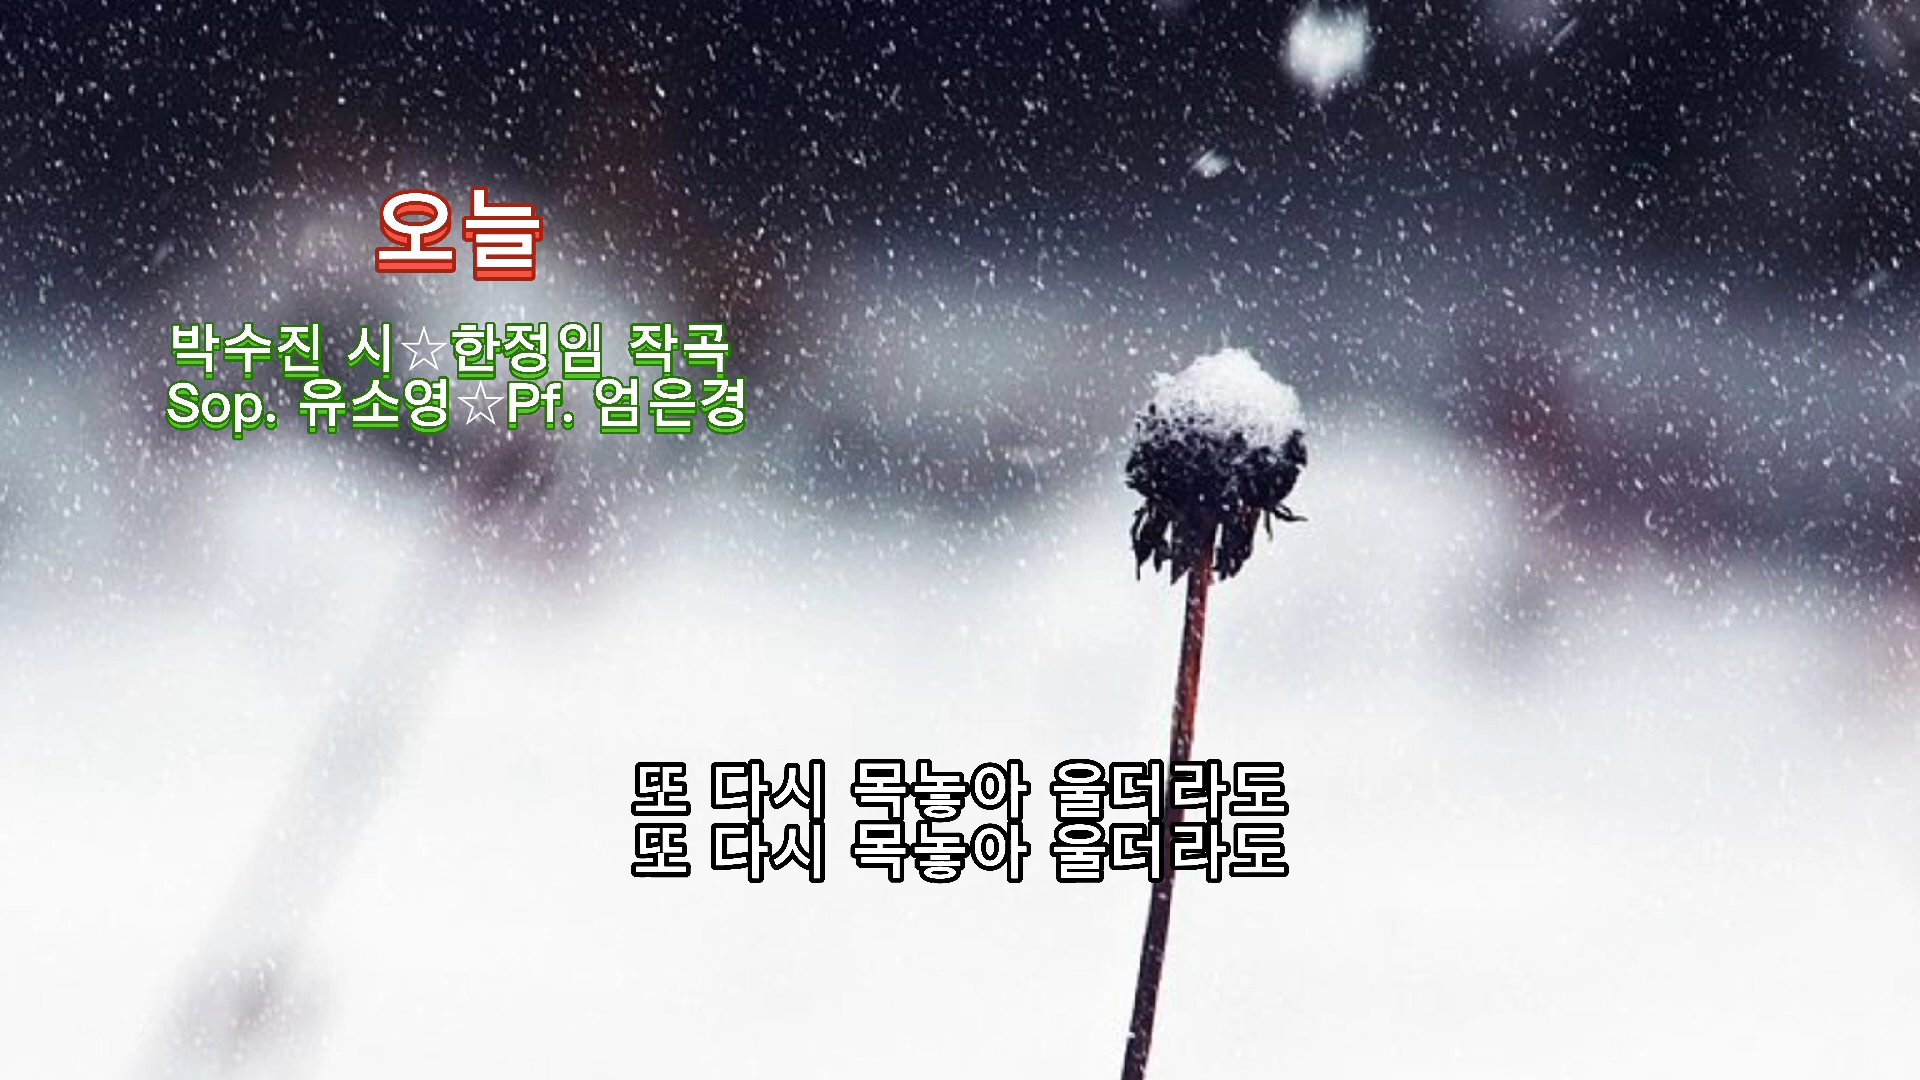 오늘
박수진 시☆한정임 작곡
Sop. 유소영☆Pf. 엄은경
또 다시 목놓아 울더라도
또 다시 목놓아 울더라도